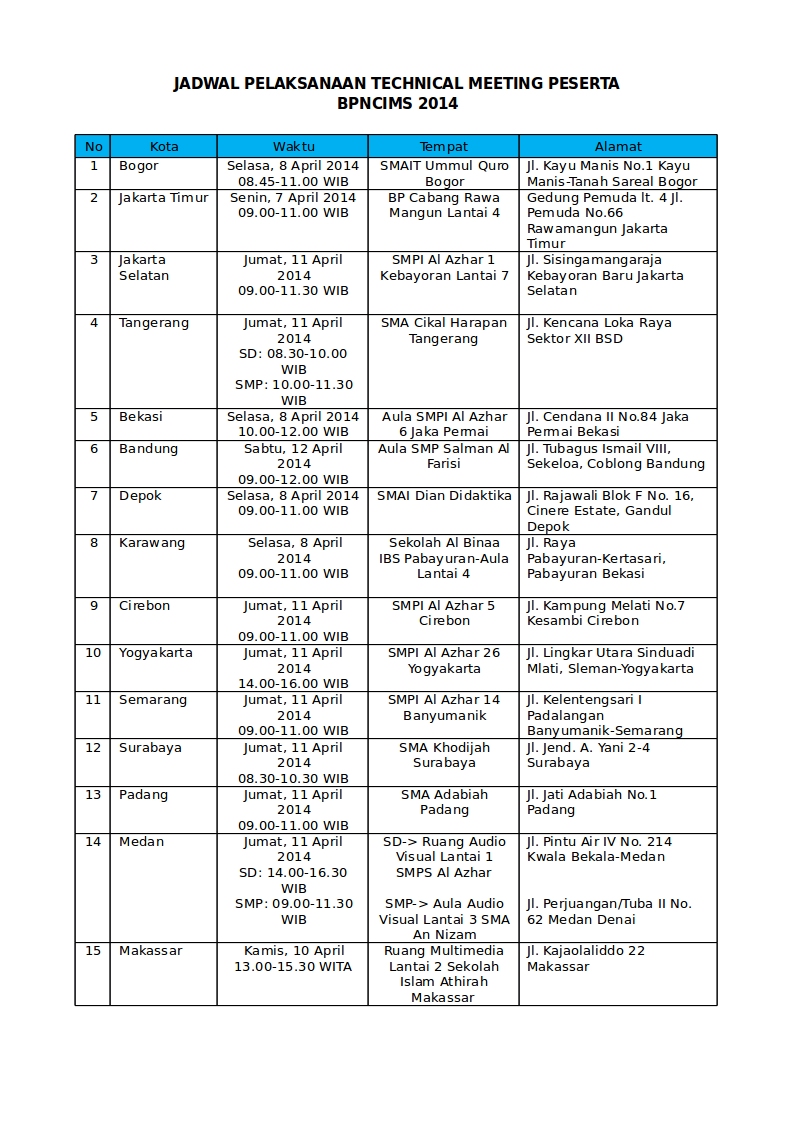 JADWAL PELAKSANAAN TECHNICAL MEETING PESERTA
BPNCIMS 2014
No Kota Waktu Tempat Alamat
1 Bogor Selasa, 8 April 2014 SMAIT Ummul Quro Jl. Kayu Manis No.1 Kayu
08.45-11.00 WIB Bogor Manis-Tanah Sareal Bogor
2 Jakarta Timur Senin, 7 April 2014 BP Cabang Rawa Gedung Pemuda lt. 4 Jl.
09.00-11.00 WIB Mangun Lantai 4 Pemuda No.66
Rawamangun Jakarta
Timur
3 Jakarta Jumat, 11 April SMPI Al Azhar 1 Jl. Sisingamangaraja
Selatan 2014 Kebayoran Lantai 7 Kebayoran Baru Jakarta
09.00-11.30 WIB Selatan
4 Tangerang Jumat, 11 April SMA Cikal Harapan Jl. Kencana Loka Raya
2014 Tangerang Sektor XII BSD
SD: 08.30-10.00
WIB
SMP: 10.00-11.30
WIB
5 Bekasi Selasa, 8 April 2014 Aula SMPI Al Azhar Jl. Cendana II No.84 Jaka
10.00-12.00 WIB 6 Jaka Permai Permai Bekasi
6 Bandung Sabtu, 12 April Aula SMP Salman Al Jl. Tubagus Ismail VIII,
2014 Farisi Sekeloa, Coblong Bandung
09.00-12.00 WIB
7 Depok Selasa, 8 April 2014 SMAI Dian Didaktika Jl. Rajawali Blok F No. 16,
09.00-11.00 WIB Cinere Estate, Gandul
Depok
8 Karawang Selasa, 8 April Sekolah Al Binaa Jl. Raya
2014 IBS Pabayuran-Aula Pabayuran-Kertasari,
09.00-11.00 WIB Lantai 4 Pabayuran Bekasi
9 Cirebon Jumat, 11 April SMPI Al Azhar 5 Jl. Kampung Melati No.7
2014 Cirebon Kesambi Cirebon
09.00-11.00 WIB
10 Yogyakarta Jumat, 11 April SMPI Al Azhar 26 Jl. Lingkar Utara Sinduadi
2014 Yogyakarta Mlati, Sleman-Yogyakarta
14.00-16.00 WIB
11 Semarang Jumat, 11 April SMPI Al Azhar 14 Jl. Kelentengsari I
2014 Banyumanik Padalangan
09.00-11.00 WIB Banyumanik-Semarang
12 Surabaya Jumat, 11 April SMA Khodijah Jl. Jend. A. Yani 2-4
2014 Surabaya Surabaya
08.30-10.30 WIB
13 Padang Jumat, 11 April SMA Adabiah Jl. Jati Adabiah No.1
2014 Padang Padang
09.00-11.00 WIB
14 Medan Jumat, 11 April SD-> Ruang Audio Jl. Pintu Air IV No. 214
2014 Visual Lantai 1 Kwala Bekala-Medan
SD: 14.00-16.30 SMPS Al Azhar
WIB
SMP: 09.00-11.30 SMP-> Aula Audio Jl. Perjuangan/Tuba II No.
WIB Visual Lantai 3 SMA 62 Medan Denai
An Nizam
15 Makassar Kamis, 10 April Ruang Multimedia Jl. Kajaolaliddo 22
13.00-15.30 WITA Lantai 2 Sekolah Makassar
Islam Athirah
Makassar